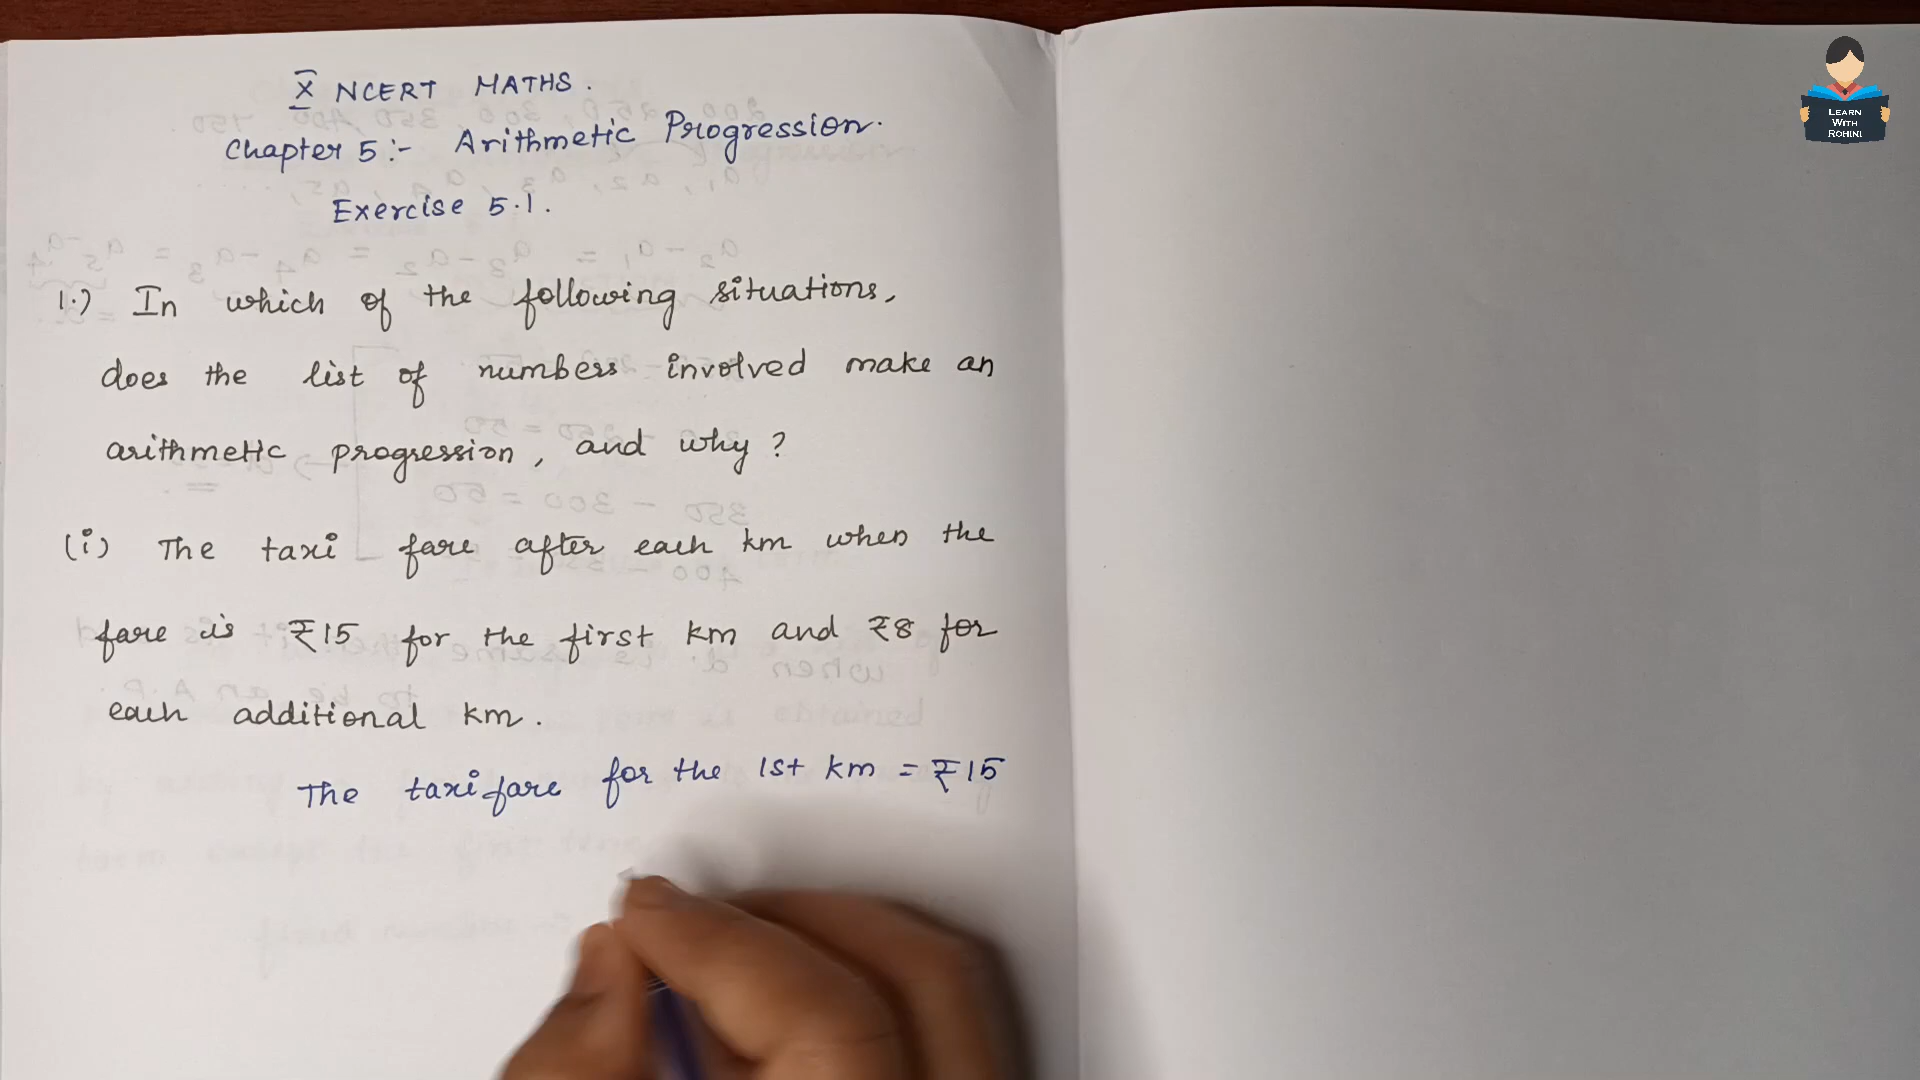 X NCERT MATHS.
Chapter 5:- Arithmetic Progression.
Exercise 5.1.
1.) In which of the following situations,
does the list of numbers involved make an
arithmetic progression, and why?
(i) The taxi fare after each km when the
fare is ₹15 for the first km and ₹8 for
each additional km.
The taxi fare for the 1st km = ₹15
LEARN
WITH
ROHINI